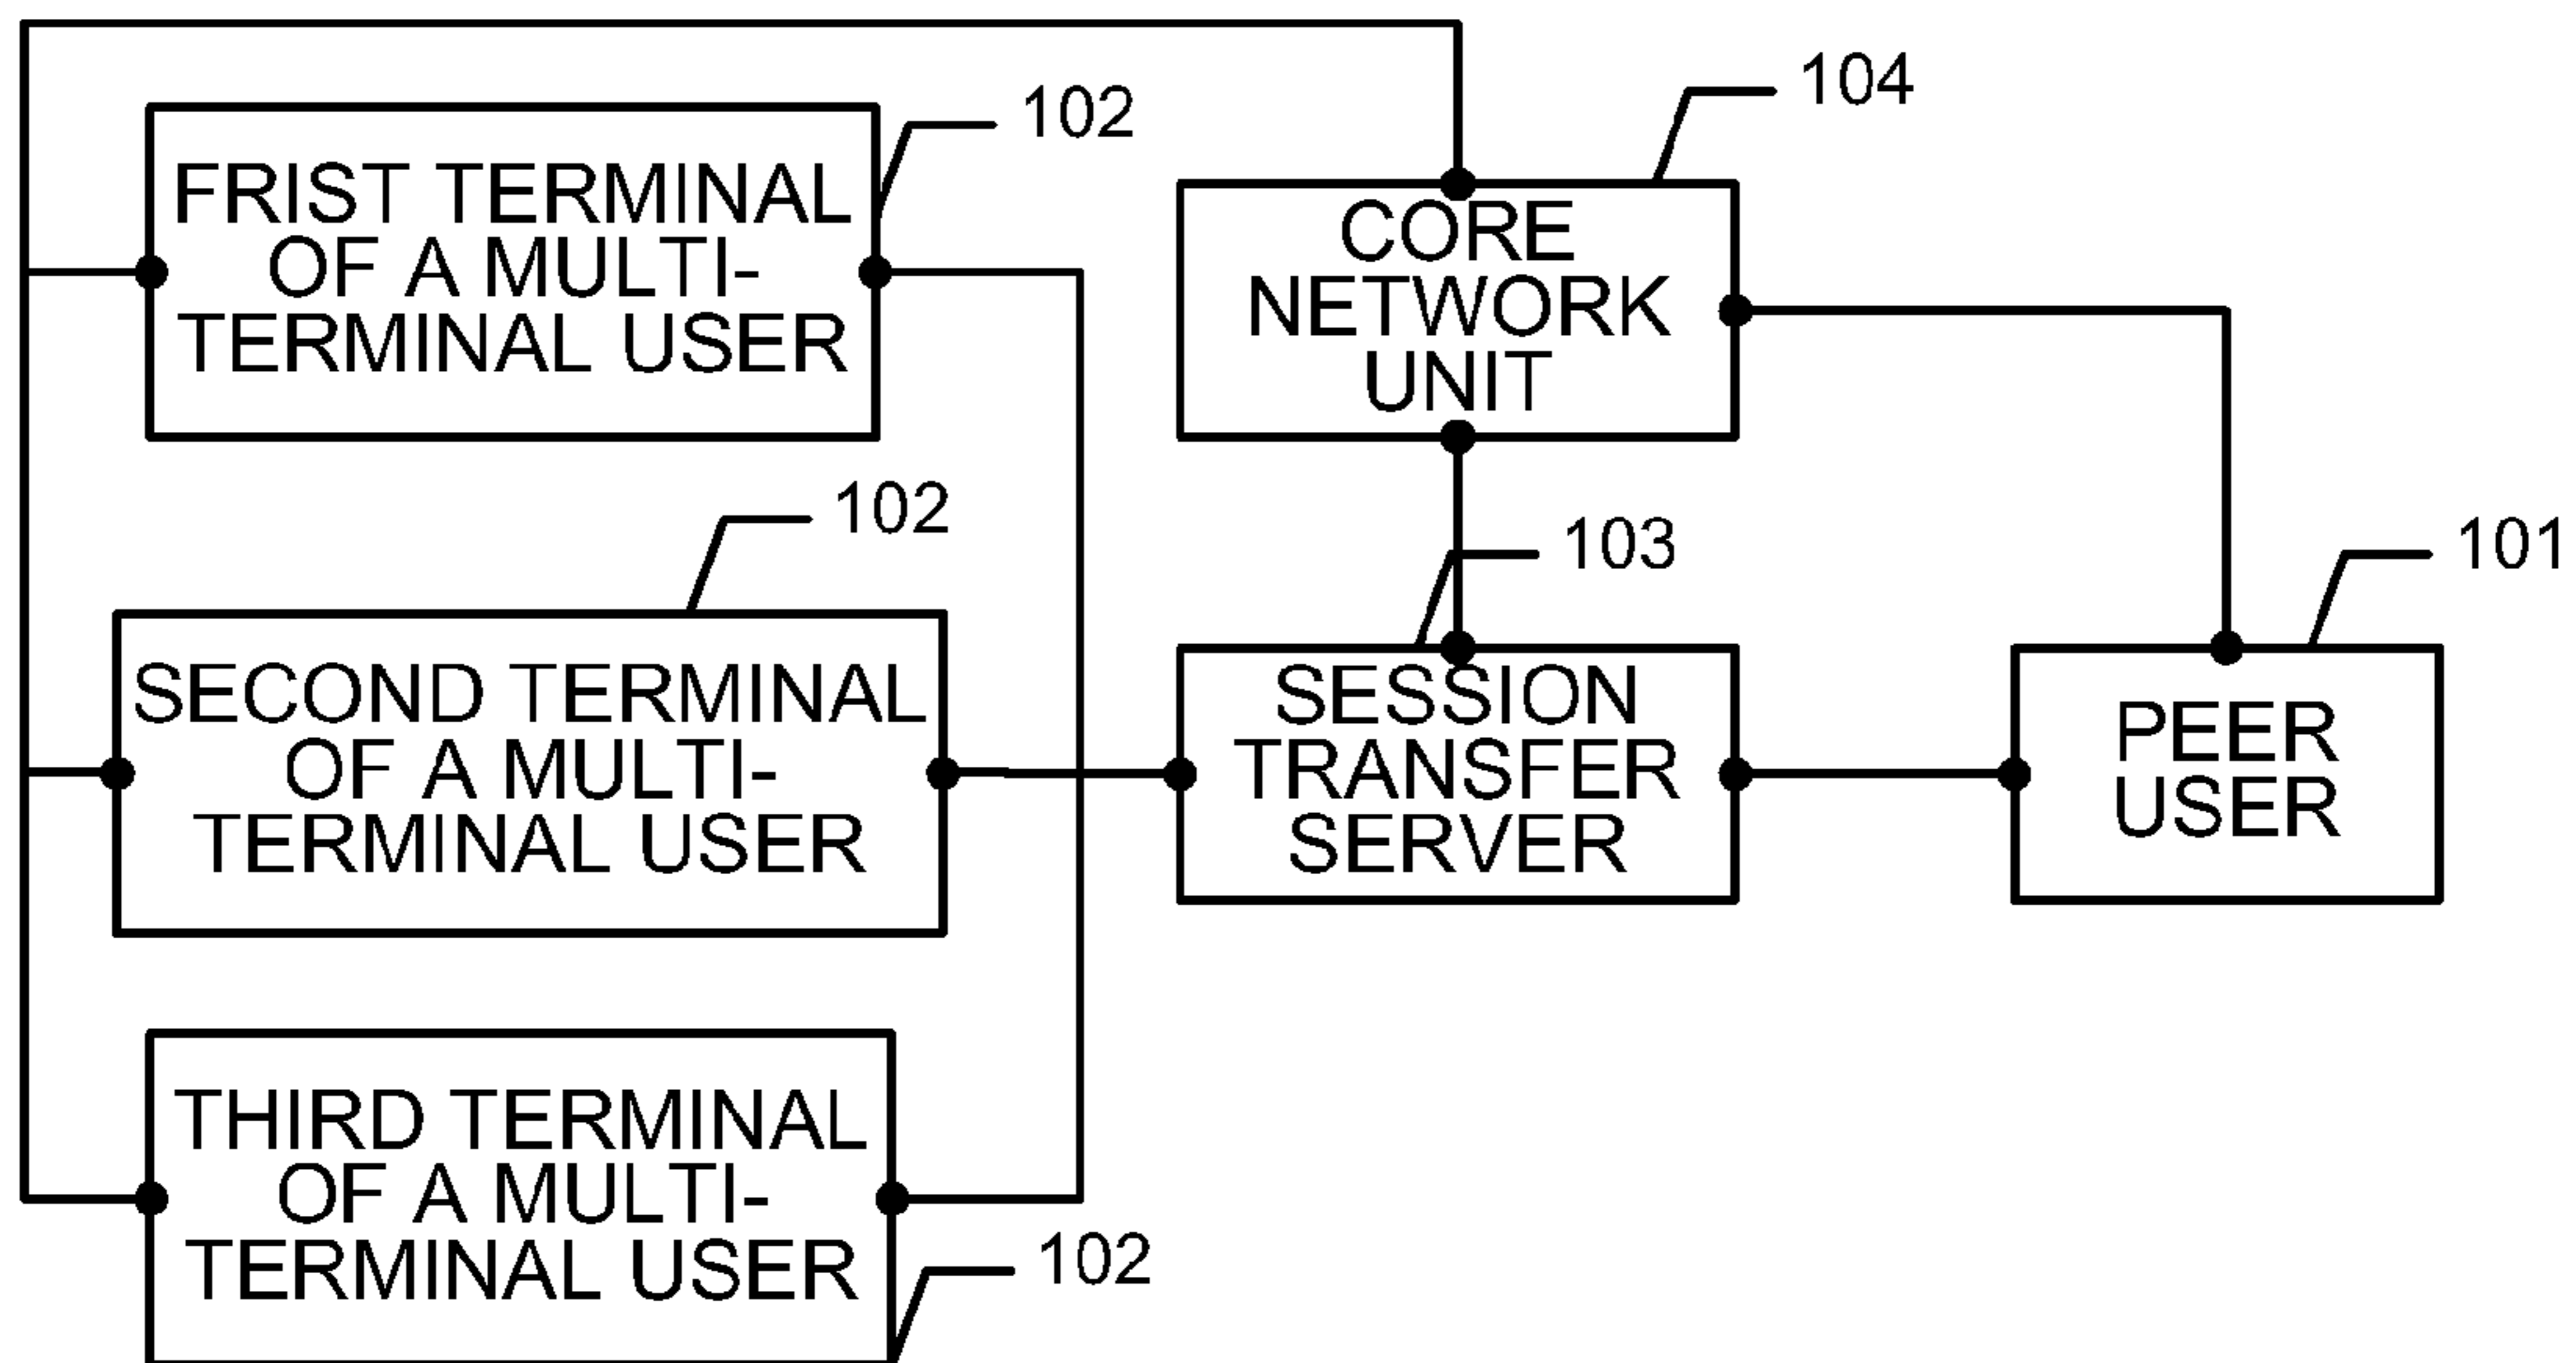 104
102
FRIST TERMINAL
OF A MULTI-
TERMINAL USER
CORE
NETWORK
UNIT
102
103
101
SECOND TERMINAL
OF A MULTI-
TERMINAL USER
SESSION
TRANSFER
SERVER
PEER
USER
THIRD TERMINAL
OF A MULTI-
TERMINAL USER
102